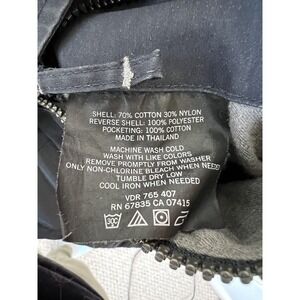 SHELL: 70% COTTON 30% NYLON
REVERSE SHELL: 100% POLYESTER
POCKETING: 100% COTTON
MADE IN THAILAND
MACHINE WASH COLD
WASH WITH LIKE COLORS
REMOVE PROMPTLY FROM WASHER
ONLY NON-CHLORINE BLEACH WHEN NEEDED
TUMBLE DRY LOW
COOL IRON WHEN NEEDED
VDR 765 407
RN 67835 CA 07415
30C